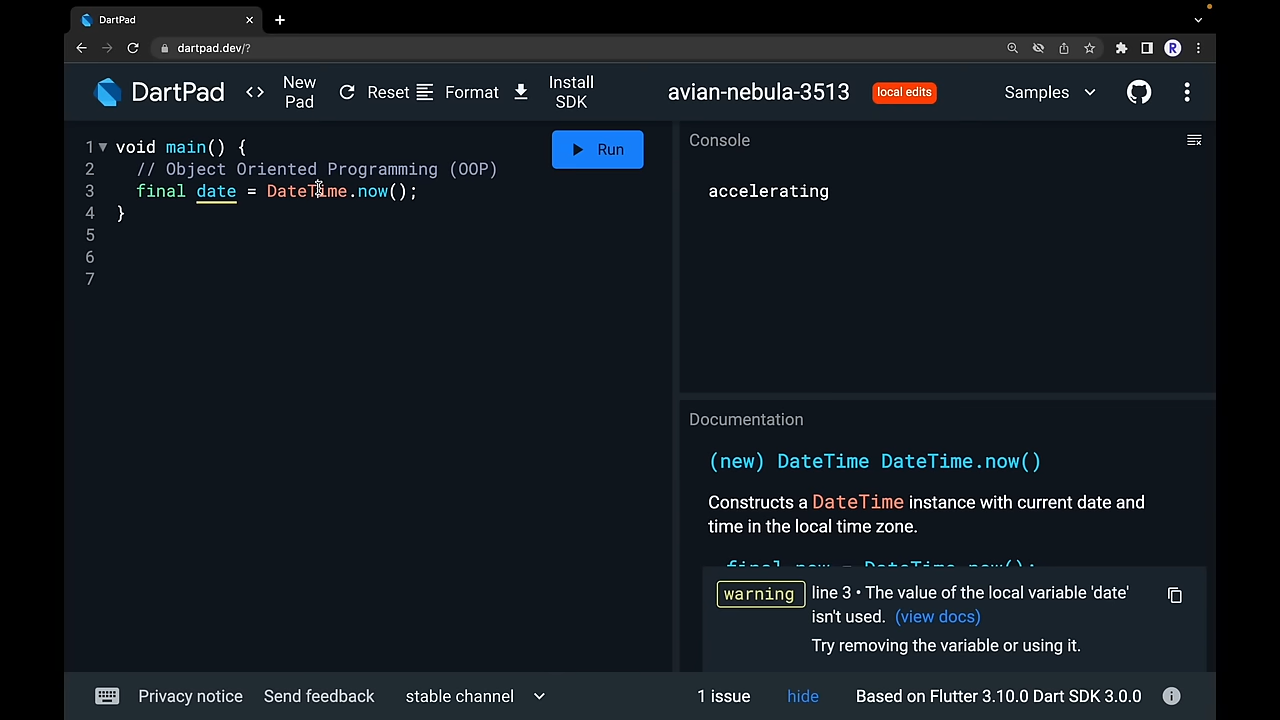 DartPad
dartpad.dev/?
R
DartPad
New Pad
Reset
Format
Install SDK
avian-nebula-3513
local edits
Samples
1 void main() {
2 // Object Oriented Programming (OOP)
3 final date = DateTime.now();
4 }
5
6
7
Run
Console
accelerating
Documentation
(new) DateTime DateTime.now()
Constructs a DateTime instance with current date and
time in the local time zone.
final now = DateTime.now();
warning
line 3 • The value of the local variable 'date'
isn't used. (view docs)
Try removing the variable or using it.
Privacy notice
Send feedback
stable channel
1 issue
hide
Based on Flutter 3.10.0 Dart SDK 3.0.0